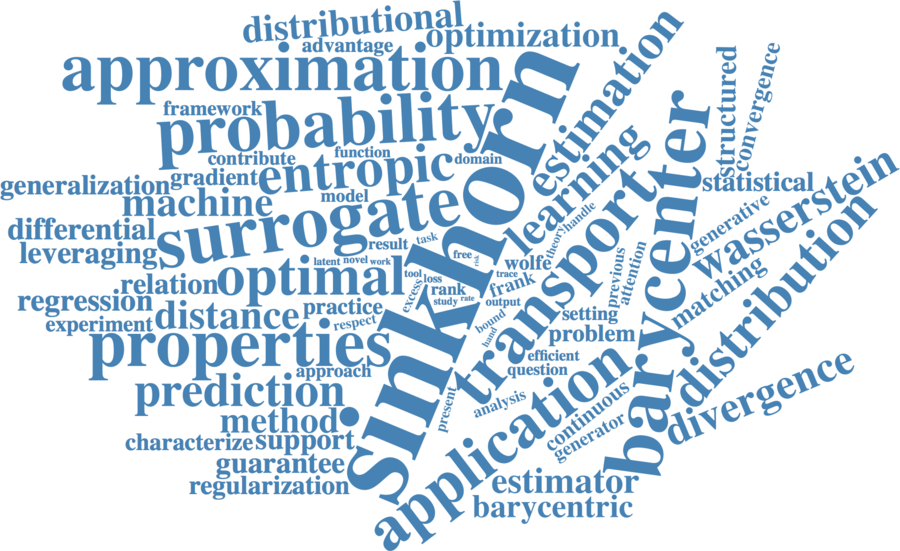 distributional
advantage
optimization
approximation
framework
probability
contribute
function
domain
entropic
gradient
generalization
model
machine
surrogate
differential
leveraging
result
task
latent
novel
work
optimal
relation
regression
experiment
distance
practice
respect
properties
approach
prediction
method
characterize
support
guarantee
regularization
sinkhorn
estimation
learning
structured
convergence
statistical
Wasserstein
generative
matching
distribution
divergence
barycenter
transport
theory
handle
free
risk
wolfe
frank
trace
tool
loss
excess
rank
study
rate
output
bound
hand
previous
attention
setting
problem
efficient
question
present
analysis
application
continuous
generator
estimator
barycentric